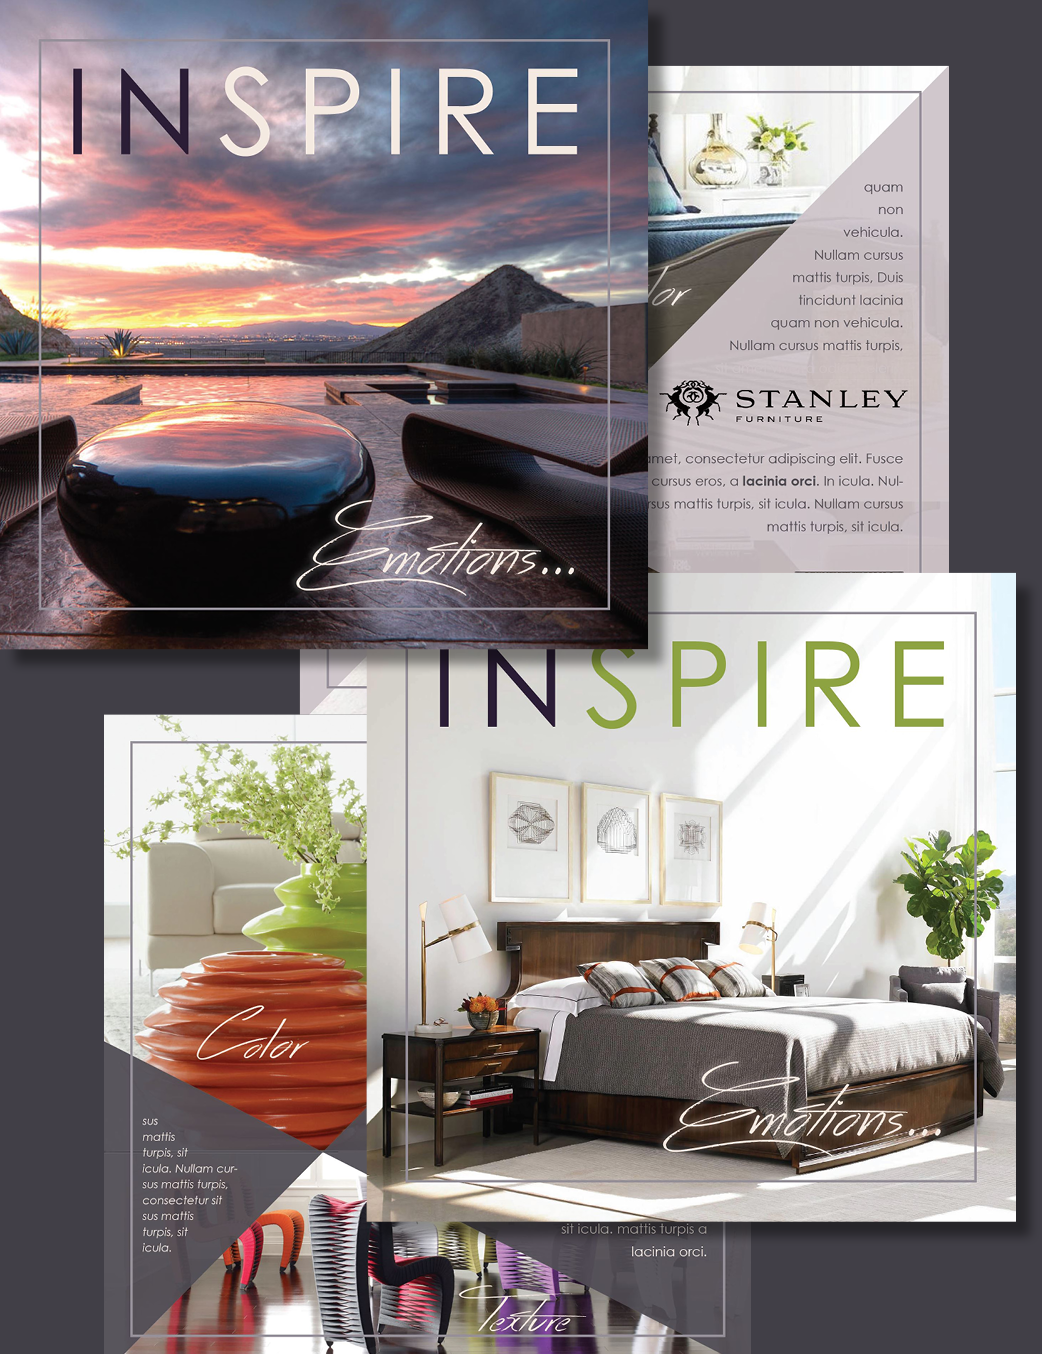 INSPIRE
Emotions...
quam
non
vehicula.
Nullam cursus
mattis turpis, Duis
tincidunt lacinia
quam non vehicula.
Nullam cursus mattis turpis,
STANLEY
FURNITURE
amet, consectetur adipiscing elit. Fusce
cursus eros, a lacinia orci. In icula. Nul-
mattis turpis, sit icula. Nullam cursus
mattis turpis, sit icula.
INSPIRE
Emotions...
Color
sus
mattis
turpis, sit
icula. Nullam cur-
sus mattis turpis,
consectetur sit
sus mattis
turpis, sit
icula.
sit icula. mattis turpis a
lacinia orci.
Texture